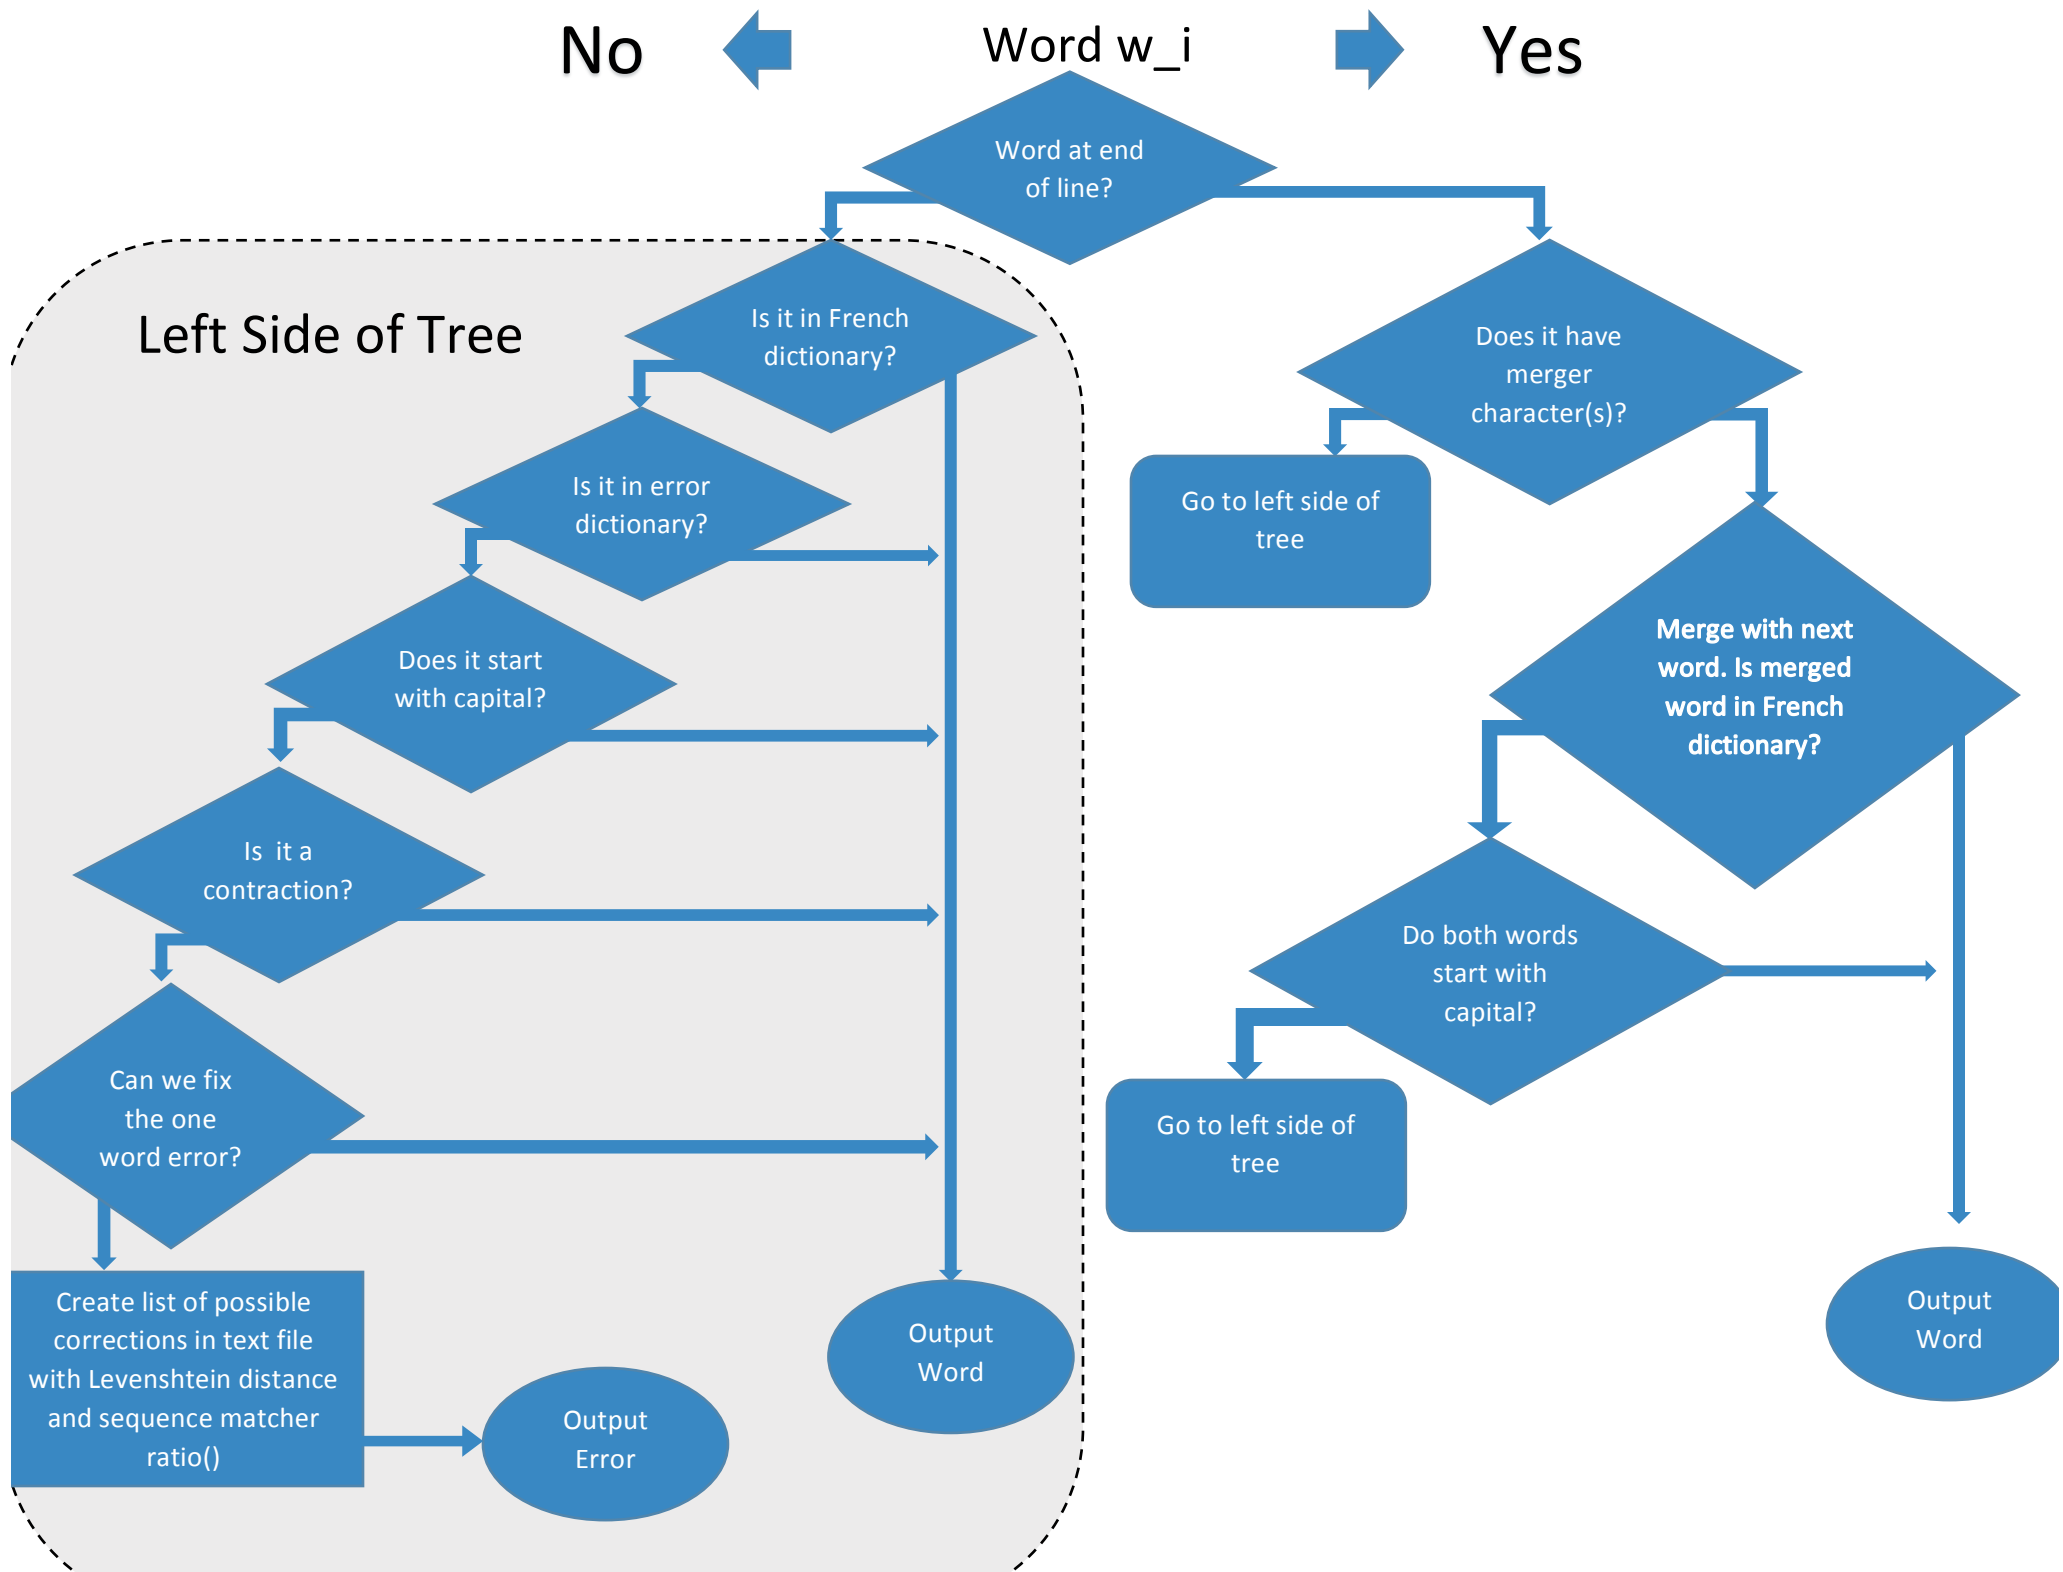 No
Word w_i
Yes
Word at end
of line?
Left Side of Tree
Is it in French
dictionary?
Does it have
merger
character(s)?
Is it in error
dictionary?
Go to left side of
tree
Does it start
with capital?
Merge with next
word. Is merged
word in French
dictionary?
Is it a
contraction?
Do both words
start with
capital?
Can we fix
the one
word error?
Go to left side of
tree
Create list of possible
corrections in text file
with Levenshtein distance
and sequence matcher
ratio()
Output
Error
Output
Word
Output
Word